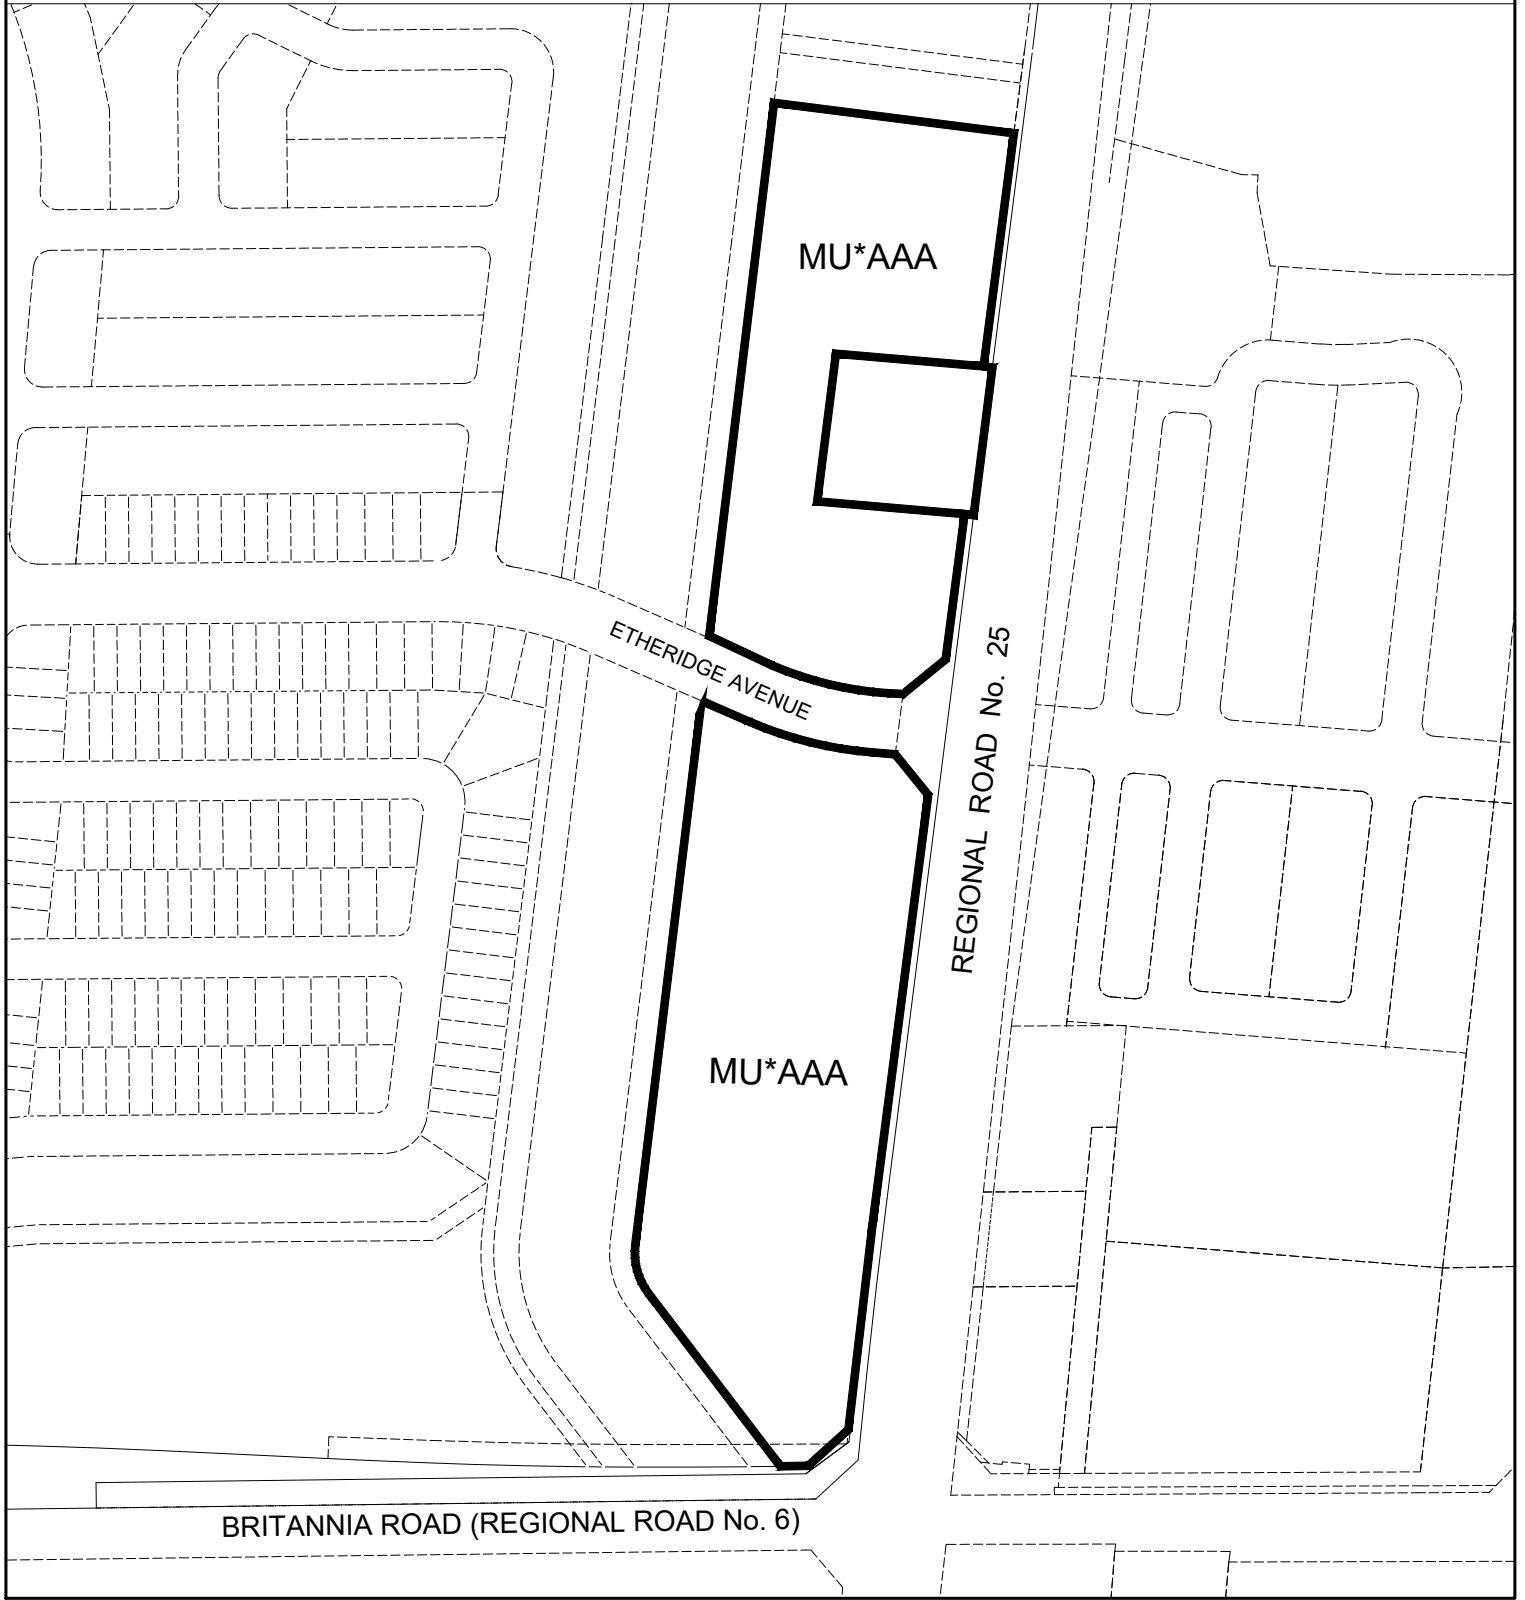 MU*AAA
ETHERIDGE AVENUE
REGIONAL ROAD No. 25
MU*AAA
BRITANNIA ROAD (REGIONAL ROAD No. 6)